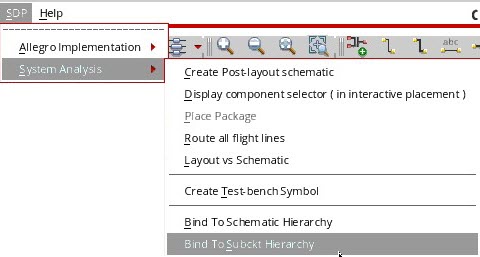 SDP Help
Allegro Implementation
System Analysis
abc
Create Post-layout schematic
Display component selector ( in interactive placement )
Place Package
Route all flight lines
Layout vs Schematic
Create Test-bench Symbol
Bind To Schematic Hierarchy
Bind To Subckt Hierarchy